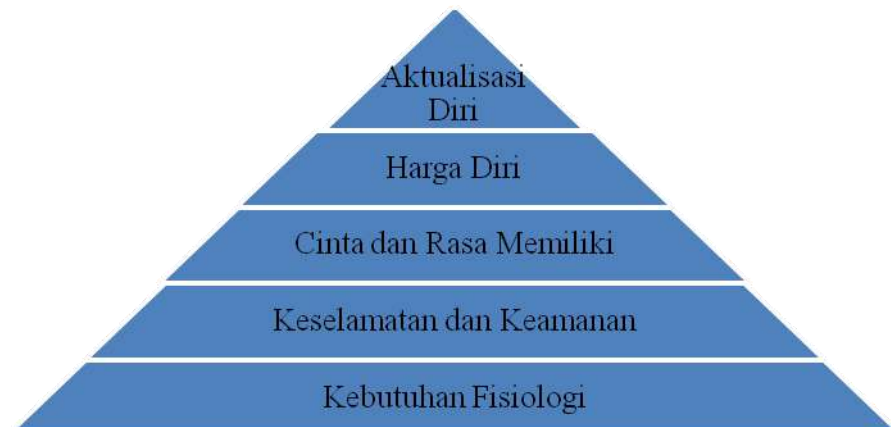 Aktualisasi
Diri
Harga Diri
Cinta dan Rasa Memiliki
Keselamatan dan Keamanan
Kebutuhan Fisiologi